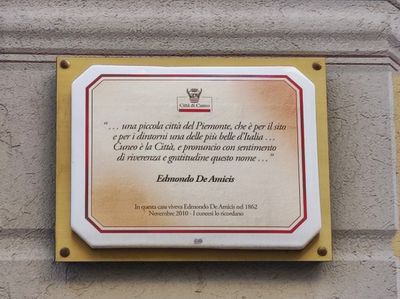 Città di Cuneo
“… una piccola città del Piemonte, che è per il sito
e per i dintorni una delle più belle d'Italia …
Cuneo è la Città, e pronuncio con sentimento
di riverenza e gratitudine questo nome …”
Edmondo De Amicis
In questa casa viveva Edmondo De Amicis nel 1862
Novembre 2010 - I cuneesi lo ricordano